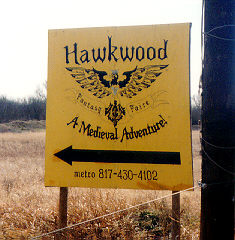 Hawkwood
Fantasy Faire
A Medieval Adventure!
metro 817-430-4102